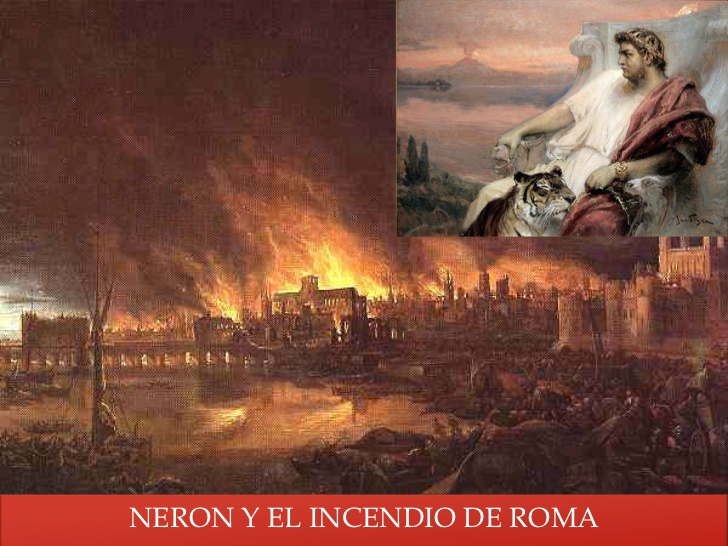 NERON Y EL INCENDIO DE ROMA